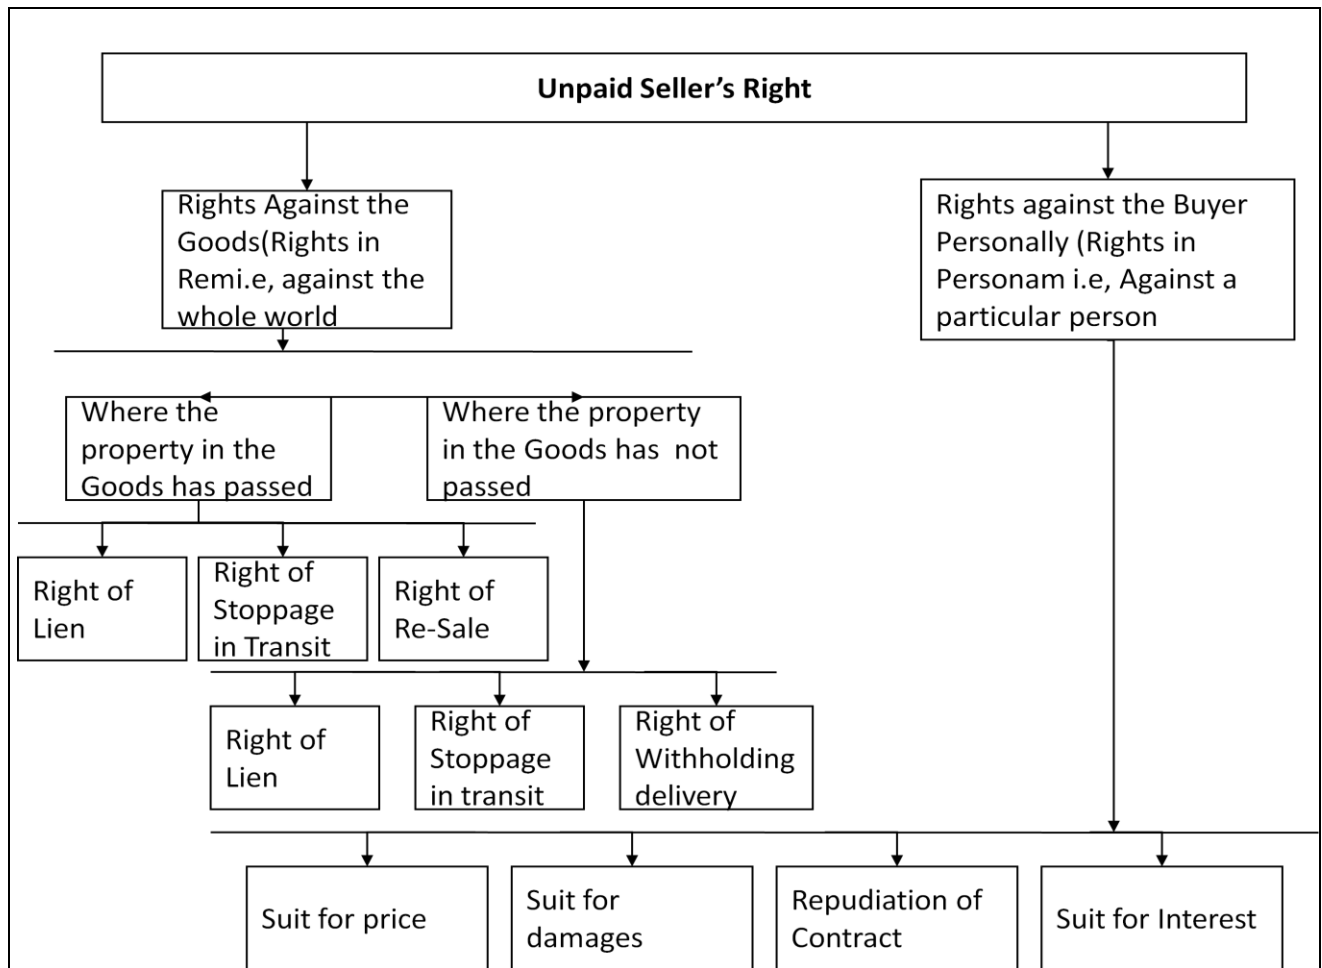 Unpaid Seller’s Right
Rights Against the
Goods(Rights in
Remi.e, against the
whole world
Rights against the Buyer
Personally (Rights in
Personam i.e, Against a
particular person
Where the
property in the
Goods has passed
Where the property
in the Goods has  not
passed
Right of
Lien
Right of
Stoppage
in Transit
Right of
Re-Sale
Right of
Lien
Right of
Stoppage
in transit
Right of
Withholding
delivery
Suit for price
Suit for
damages
Repudiation of
Contract
Suit for Interest